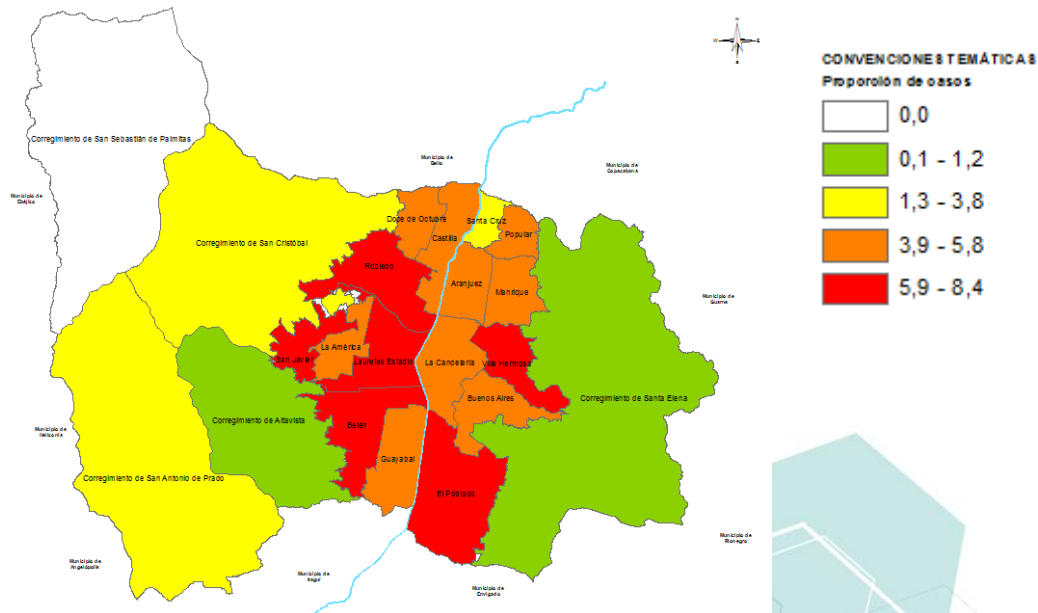 N
W E
S
CONVENCIONES TEMÁTICAS
Proporción de casos
0,0
0,1 - 1,2
1,3 - 3,8
3,9 - 5,8
5,9 - 8,4
Corregimiento de San Sebastián de Palmitas
Municipio de
Bello
Municipio de
Copacabana
Municipio de
Ebéjico
Doce de Octubre
Santa Cruz
Popular
Castilla
Corregimiento de San Cristóbal
Robledo
Aranjuez
Manrique
Municipio de
Guarne
La América
San Javier
Laureles Estadio
La Candelaria
Villa Hermosa
Buenos Aires
Corregimiento de Santa Elena
Corregimiento de Altavista
Belén
Municipio de
Heliconia
Guayabal
Corregimiento de San Antonio de Prado
El Poblado
Municipio de
Rionegro
Municipio de
Angelópolis
Municipio de
Itagüí
Municipio de
Envigado